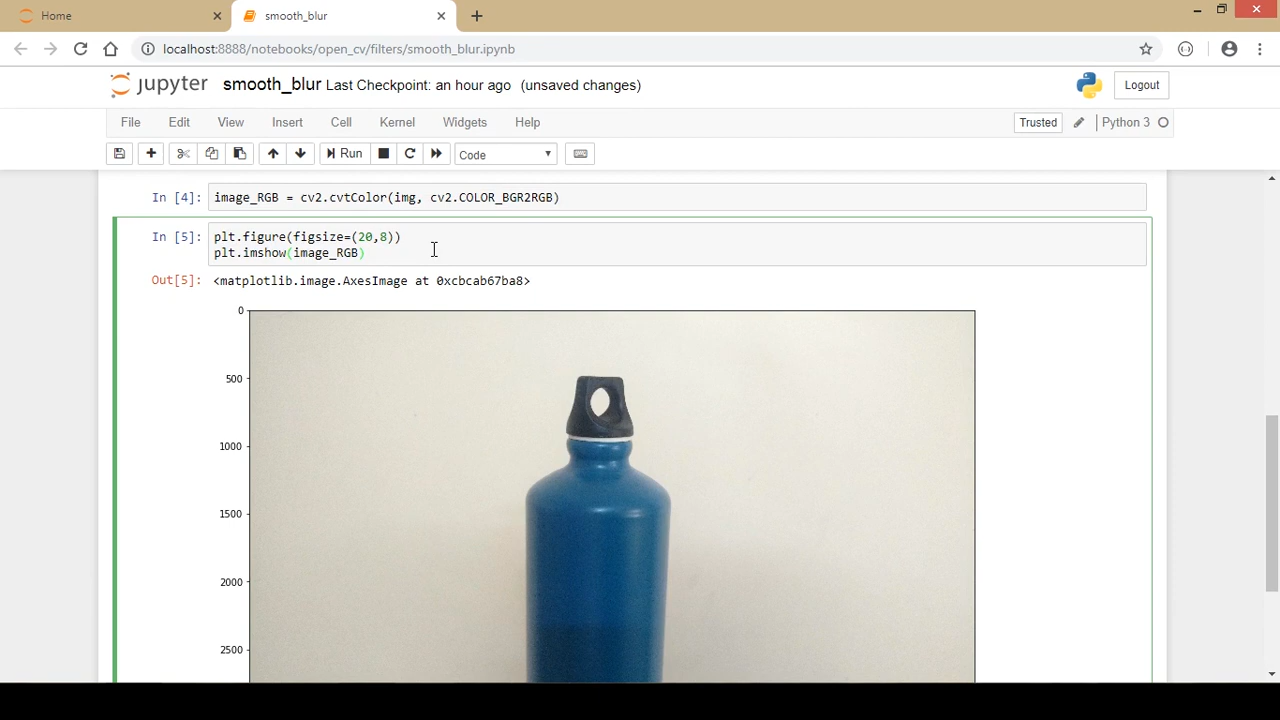 Home
smooth_blur
localhost:8888/notebooks/open_cv/filters/smooth_blur.ipynb
jupyter smooth_blur Last Checkpoint: an hour ago (unsaved changes)
Logout
File Edit View Insert Cell Kernel Widgets Help
Trusted Python 3
Run Code
In [4]: image_RGB = cv2.cvtColor(img, cv2.COLOR_BGR2RGB)
In [5]: plt.figure(figsize=(20,8))
plt.imshow(image_RGB)
Out[5]: <matplotlib.image.AxesImage at 0xcbcab67ba8>
0
500
1000
1500
2000
2500